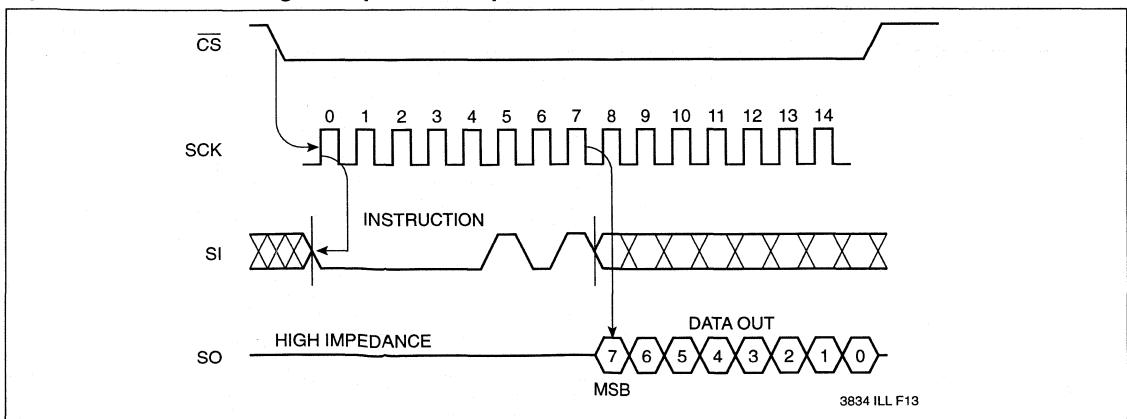 CS
0 1 2 3 4 5 6 7 8 9 10 11 12 13 14
SCK
INSTRUCTION
SI
DATA OUT
HIGH IMPEDANCE
SO
7 6 5 4 3 2 1 0
MSB
3834 ILL F13